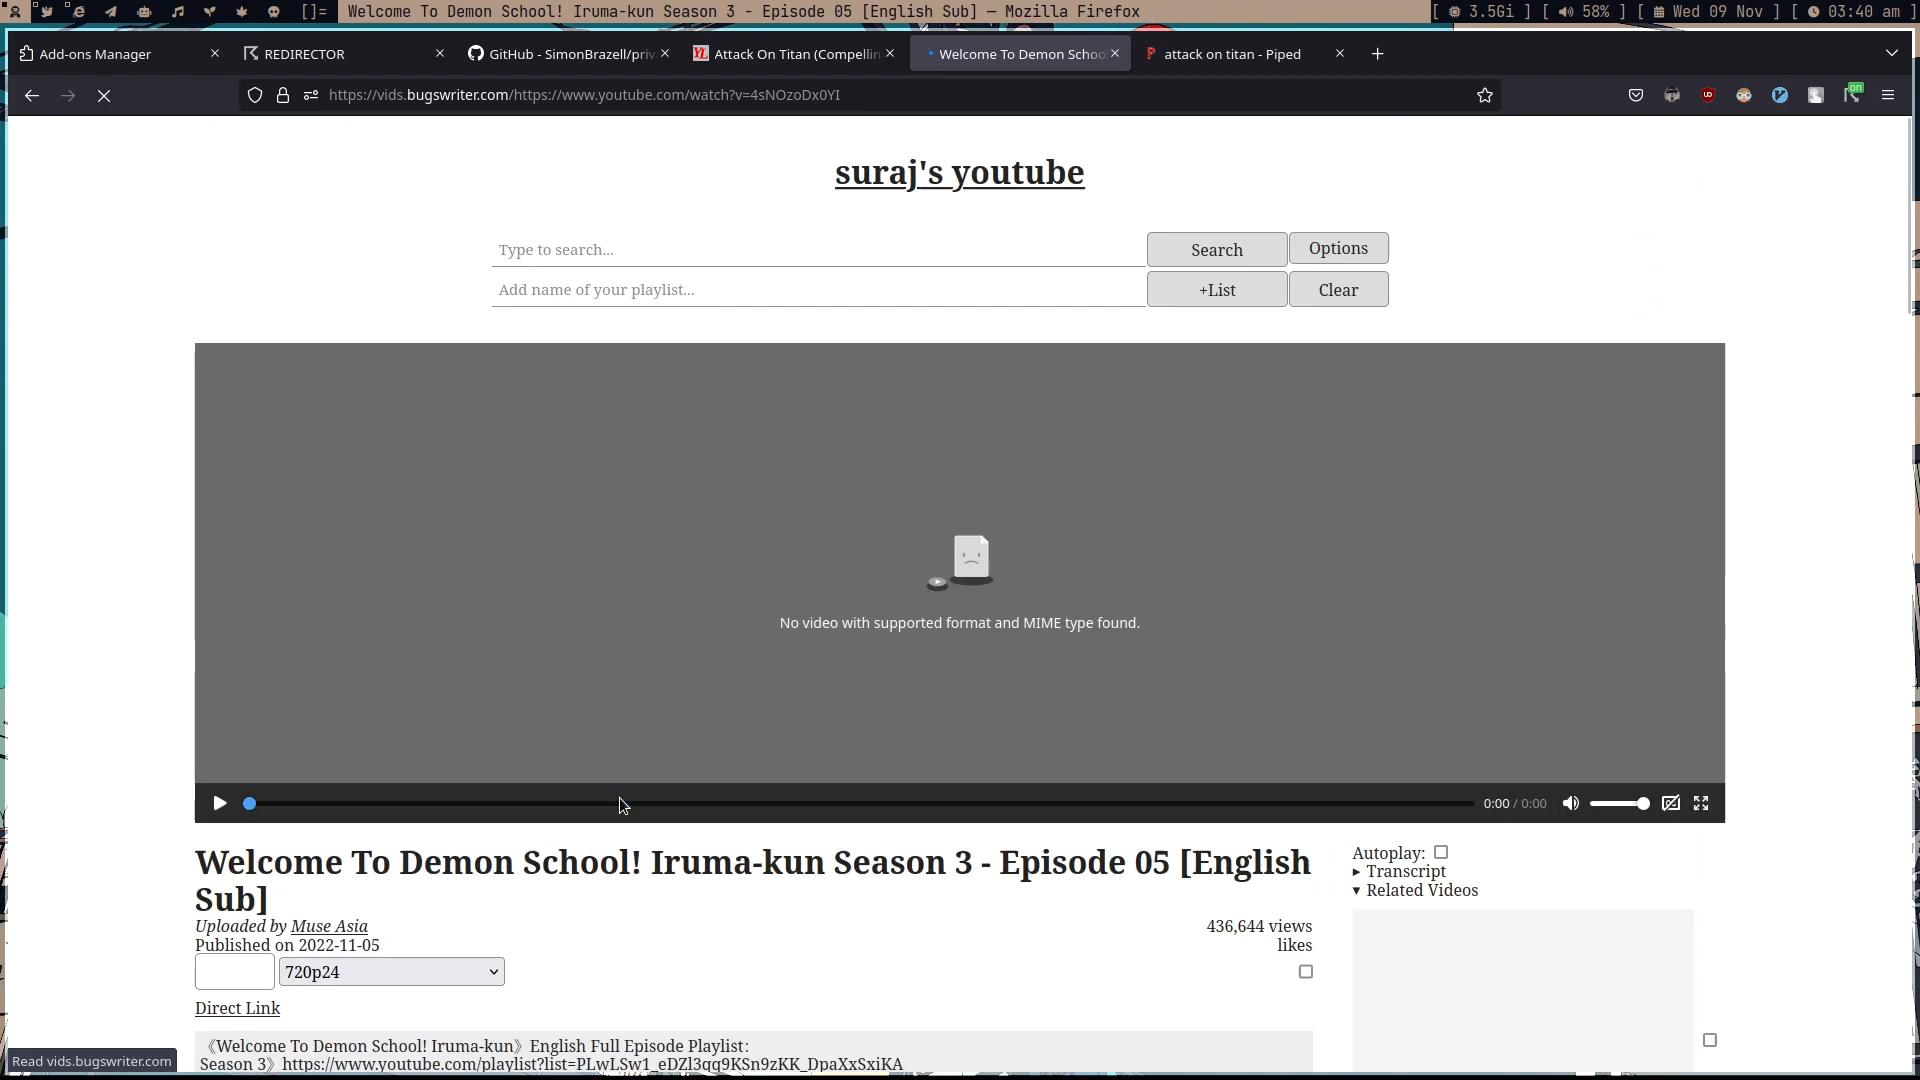 []= Welcome To Demon School! Iruma-kun Season 3 - Episode 05 [English Sub] — Mozilla Firefox [ 3.5Gi ] [ 58% ] [ Wed 09 Nov ] [ 03:40 am ]
Add-ons Manager REDIRECTOR GitHub - SimonBrazell/priv YL Attack On Titan (Compellin Welcome To Demon Schoo P attack on titan - Piped
https://vids.bugswriter.com/https://www.youtube.com/watch?v=4sNOzoDx0YI on
suraj's youtube
Type to search... Search Options
Add name of your playlist... +List Clear
No video with supported format and MIME type found.
0:00 / 0:00
Welcome To Demon School! Iruma-kun Season 3 - Episode 05 [English
Sub]
Uploaded by Muse Asia 436,644 views
Published on 2022-11-05 likes
720p24
Direct Link
Autoplay:
Transcript
Related Videos
《Welcome To Demon School! Iruma-kun》English Full Episode Playlist:
Season 3》https://www.youtube.com/playlist?list=PLwLSw1_eDZl3qq9KSn9zKK_DpaXxSxiKA
Read vids.bugswriter.com